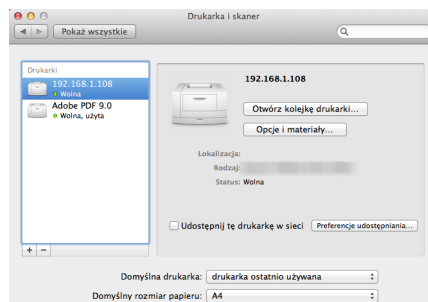 Drukarka i skaner
Pokaż wszystkie
Drukarki
192.168.1.108
Wolna
Adobe PDF 9.0
Wolna, użyta
192.168.1.108
Otwórz kolejkę drukarki...
Opcje i materiały...
Lokalizacja:
Rodzaj:
Status: Wolna
Udostępnij tę drukarkę w sieci
Preferencje udostępniania...
+ −
Domyślna drukarka: drukarka ostatnio używana
Domyślny rozmiar papieru: A4